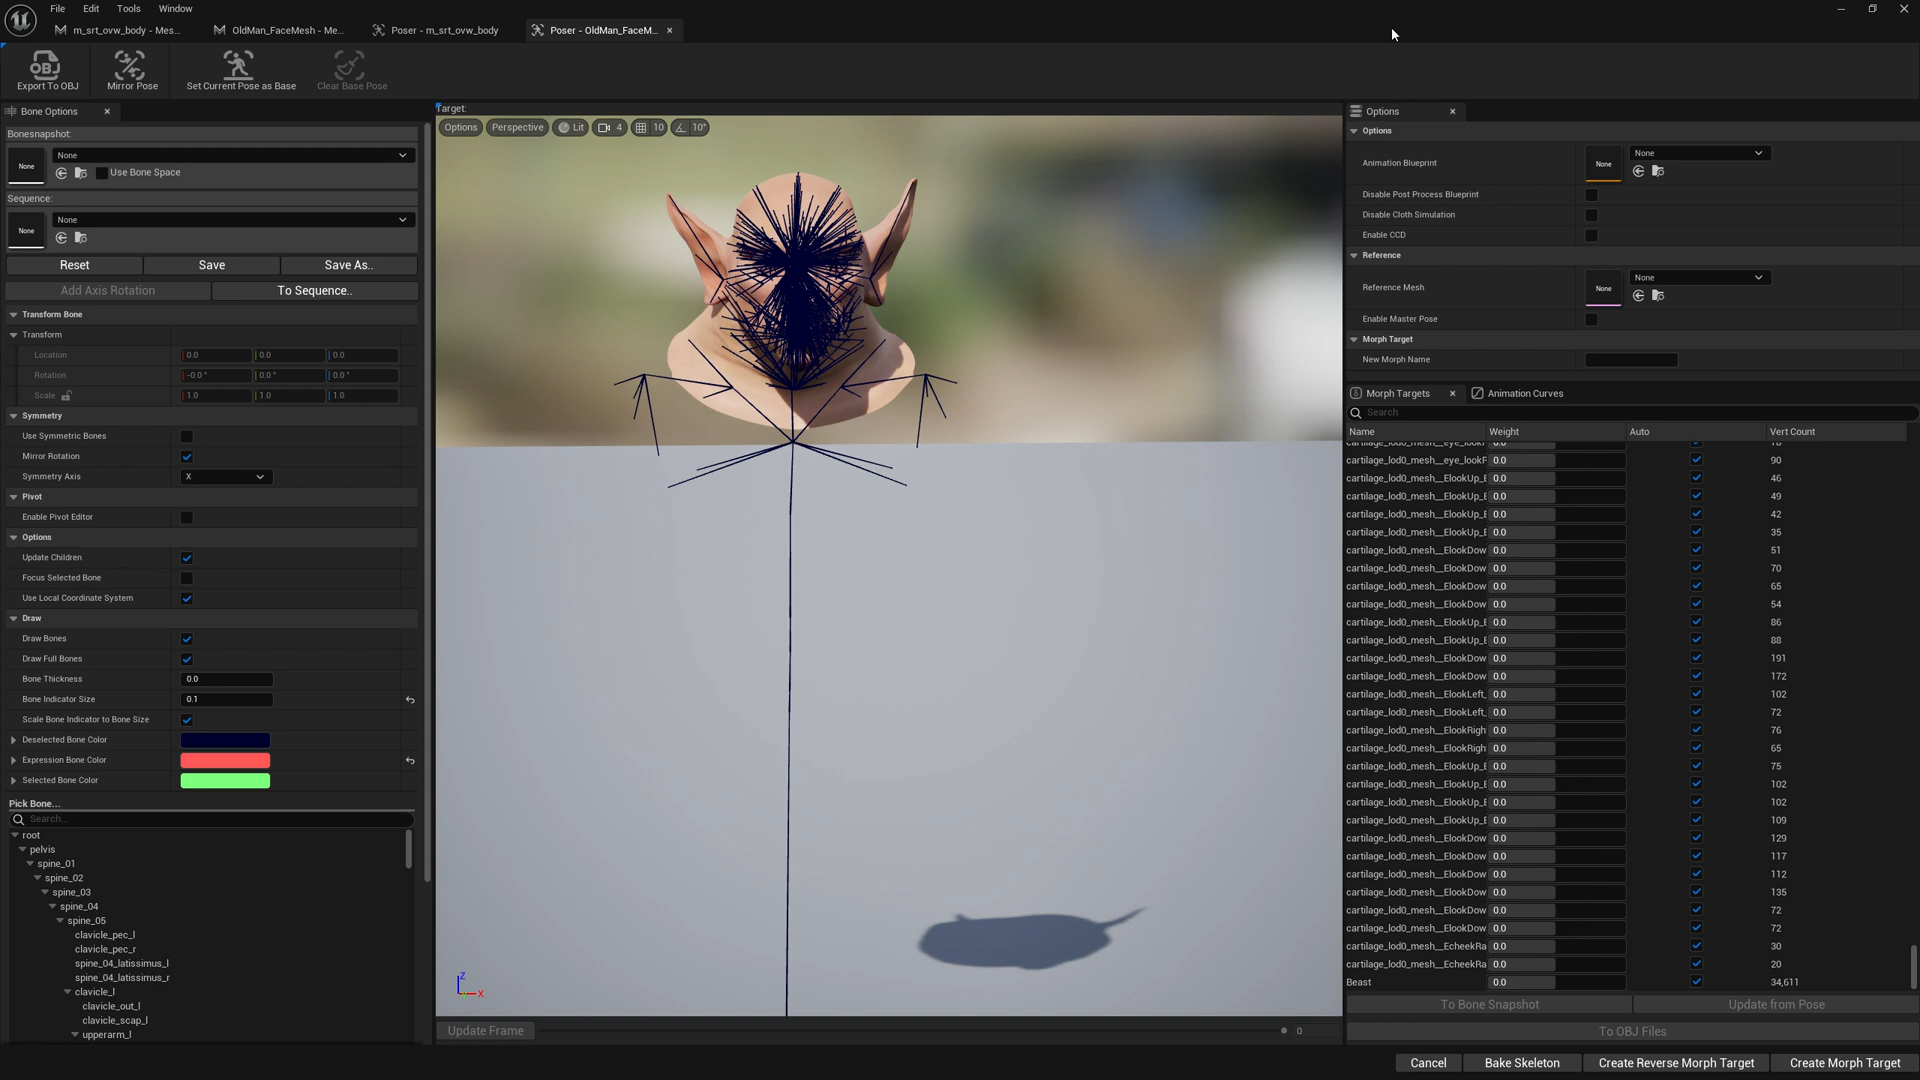 File Edit Tools Window
m_srt_ovw_body - Mes... OldMan_FaceMesh - Me... Poser - m_srt_ovw_body Poser - OldMan_FaceM...
Export To OBJ Mirror Pose Set Current Pose as Base Clear Base Pose
Bone Options
Bonesnapshot:
None None
Use Bone Space
Sequence:
None None
Reset Save Save As..
Add Axis Rotation To Sequence..
Transform Bone
Transform
Location 0.0 0.0 0.0
Rotation -0.0 ° 0.0 ° 0.0 °
Scale 1.0 1.0 1.0
Symmetry
Use Symmetric Bones
Mirror Rotation
Symmetry Axis X
Pivot
Enable Pivot Editor
Options
Update Children
Focus Selected Bone
Use Local Coordinate System
Draw
Draw Bones
Draw Full Bones
Bone Thickness 0.0
Bone Indicator Size 0.1
Scale Bone Indicator to Bone Size
Deselected Bone Color
Expression Bone Color
Selected Bone Color
Pick Bone...
Search...
root
pelvis
spine_01
spine_02
spine_03
spine_04
spine_05
clavicle_pec_l
clavicle_pec_r
spine_04_latissimus_l
spine_04_latissimus_r
clavicle_l
clavicle_out_l
clavicle_scap_l
upperarm_l
Target:
Options Perspective Lit 4 10 10°
Z
X
Update Frame 0
Options
Options
Animation Blueprint None None
Disable Post Process Blueprint
Disable Cloth Simulation
Enable CCD
Reference
Reference Mesh None None
Enable Master Pose
Morph Target
New Morph Name
Morph Targets Animation Curves
Search
Name Weight Auto Vert Count
cartilage_lod0_mesh__eye_lookF 0.0 90
cartilage_lod0_mesh__ElookUp_E 0.0 46
cartilage_lod0_mesh__ElookUp_E 0.0 49
cartilage_lod0_mesh__ElookUp_E 0.0 42
cartilage_lod0_mesh__ElookUp_E 0.0 35
cartilage_lod0_mesh__ElookDow 0.0 51
cartilage_lod0_mesh__ElookDow 0.0 70
cartilage_lod0_mesh__ElookDow 0.0 65
cartilage_lod0_mesh__ElookDow 0.0 54
cartilage_lod0_mesh__ElookUp_E 0.0 86
cartilage_lod0_mesh__ElookUp_E 0.0 88
cartilage_lod0_mesh__ElookDow 0.0 191
cartilage_lod0_mesh__ElookDow 0.0 172
cartilage_lod0_mesh__ElookLeft_ 0.0 102
cartilage_lod0_mesh__ElookLeft_ 0.0 72
cartilage_lod0_mesh__ElookRigh 0.0 76
cartilage_lod0_mesh__ElookRigh 0.0 65
cartilage_lod0_mesh__ElookUp_E 0.0 75
cartilage_lod0_mesh__ElookUp_E 0.0 102
cartilage_lod0_mesh__ElookUp_E 0.0 102
cartilage_lod0_mesh__ElookUp_E 0.0 109
cartilage_lod0_mesh__ElookDow 0.0 129
cartilage_lod0_mesh__ElookDow 0.0 117
cartilage_lod0_mesh__ElookDow 0.0 112
cartilage_lod0_mesh__ElookDow 0.0 135
cartilage_lod0_mesh__ElookDow 0.0 72
cartilage_lod0_mesh__ElookDow 0.0 72
cartilage_lod0_mesh__EcheekRa 0.0 30
cartilage_lod0_mesh__EcheekRa 0.0 20
Beast 0.0 34,611
To Bone Snapshot Update from Pose
To OBJ Files
Cancel Bake Skeleton Create Reverse Morph Target Create Morph Target